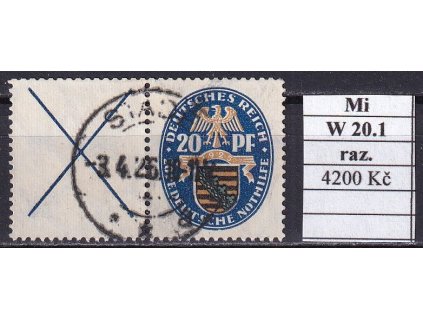 DEUTSCHES REICH
20 PF
DEUTSCHE NOTHILFE
Mi
W 20.1
raz.
4200 Kč